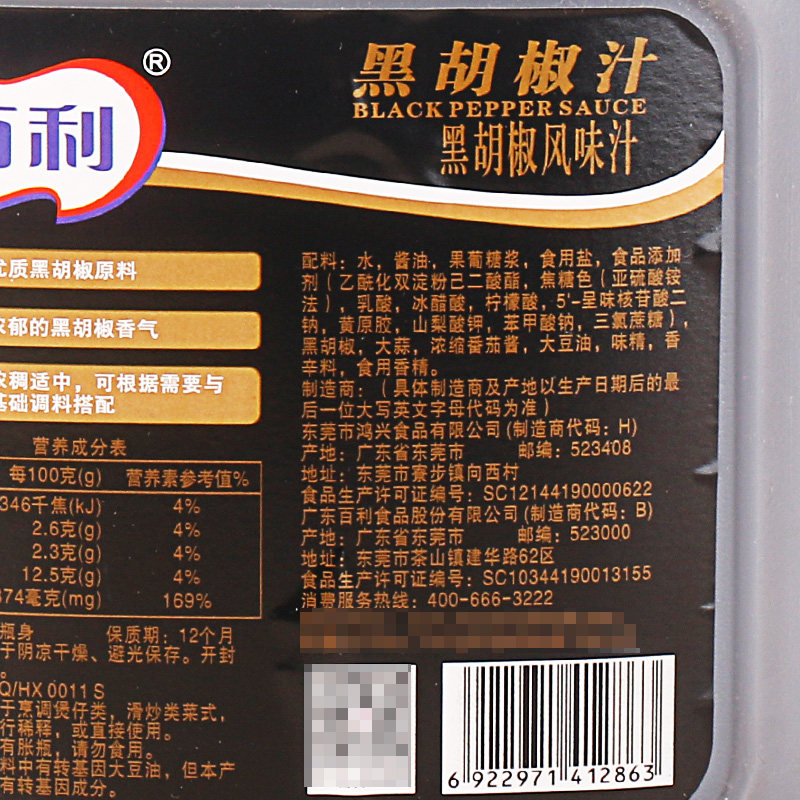 ®
百利
黑胡椒汁
BLACK PEPPER SAUCE
黑胡椒风味汁
优质黑胡椒原料
浓郁的黑胡椒香气
浓稠适中，可根据需要与
基础调料搭配
营养成分表
每100克(g) 营养素参考值%
346千焦(kJ) 4%
2.6克(g) 4%
2.3克(g) 4%
12.5克(g) 4%
374毫克(mg) 169%
瓶身 保质期：12个月
于阴凉干燥、避光保存。开封
Q/HX 0011 S
于烹调煲仔类，滑炒类菜式，
行稀释，或直接使用。
有胀瓶，请勿食用。
料中有转基因大豆油，但本产
有转基因成分。
配料：水，酱油，果葡糖浆，食用盐，食品添加
剂（乙酰化双淀粉己二酸酯，焦糖色（亚硫酸铵
法），乳酸，冰醋酸，柠檬酸，5'-呈味核苷酸二
钠，黄原胶，山梨酸钾，苯甲酸钠，三氯蔗糖），
黑胡椒，大蒜，浓缩番茄酱，大豆油，味精，香
辛料，食用香精。
制造商：（具体制造商及产地以生产日期后的最
后一位大写英文字母代码为准）
东莞市鸿兴食品有限公司(制造商代码：H)
产地：广东省东莞市 邮编：523408
地址：东莞市寮步镇向西村
食品生产许可证编号：SC12144190000622
广东百利食品股份有限公司(制造商代码：B)
产地：广东省东莞市 邮编：523000
地址：东莞市茶山镇建华路62区
食品生产许可证编号：SC10344190013155
消费服务热线：400-666-3222
6 922971 412863